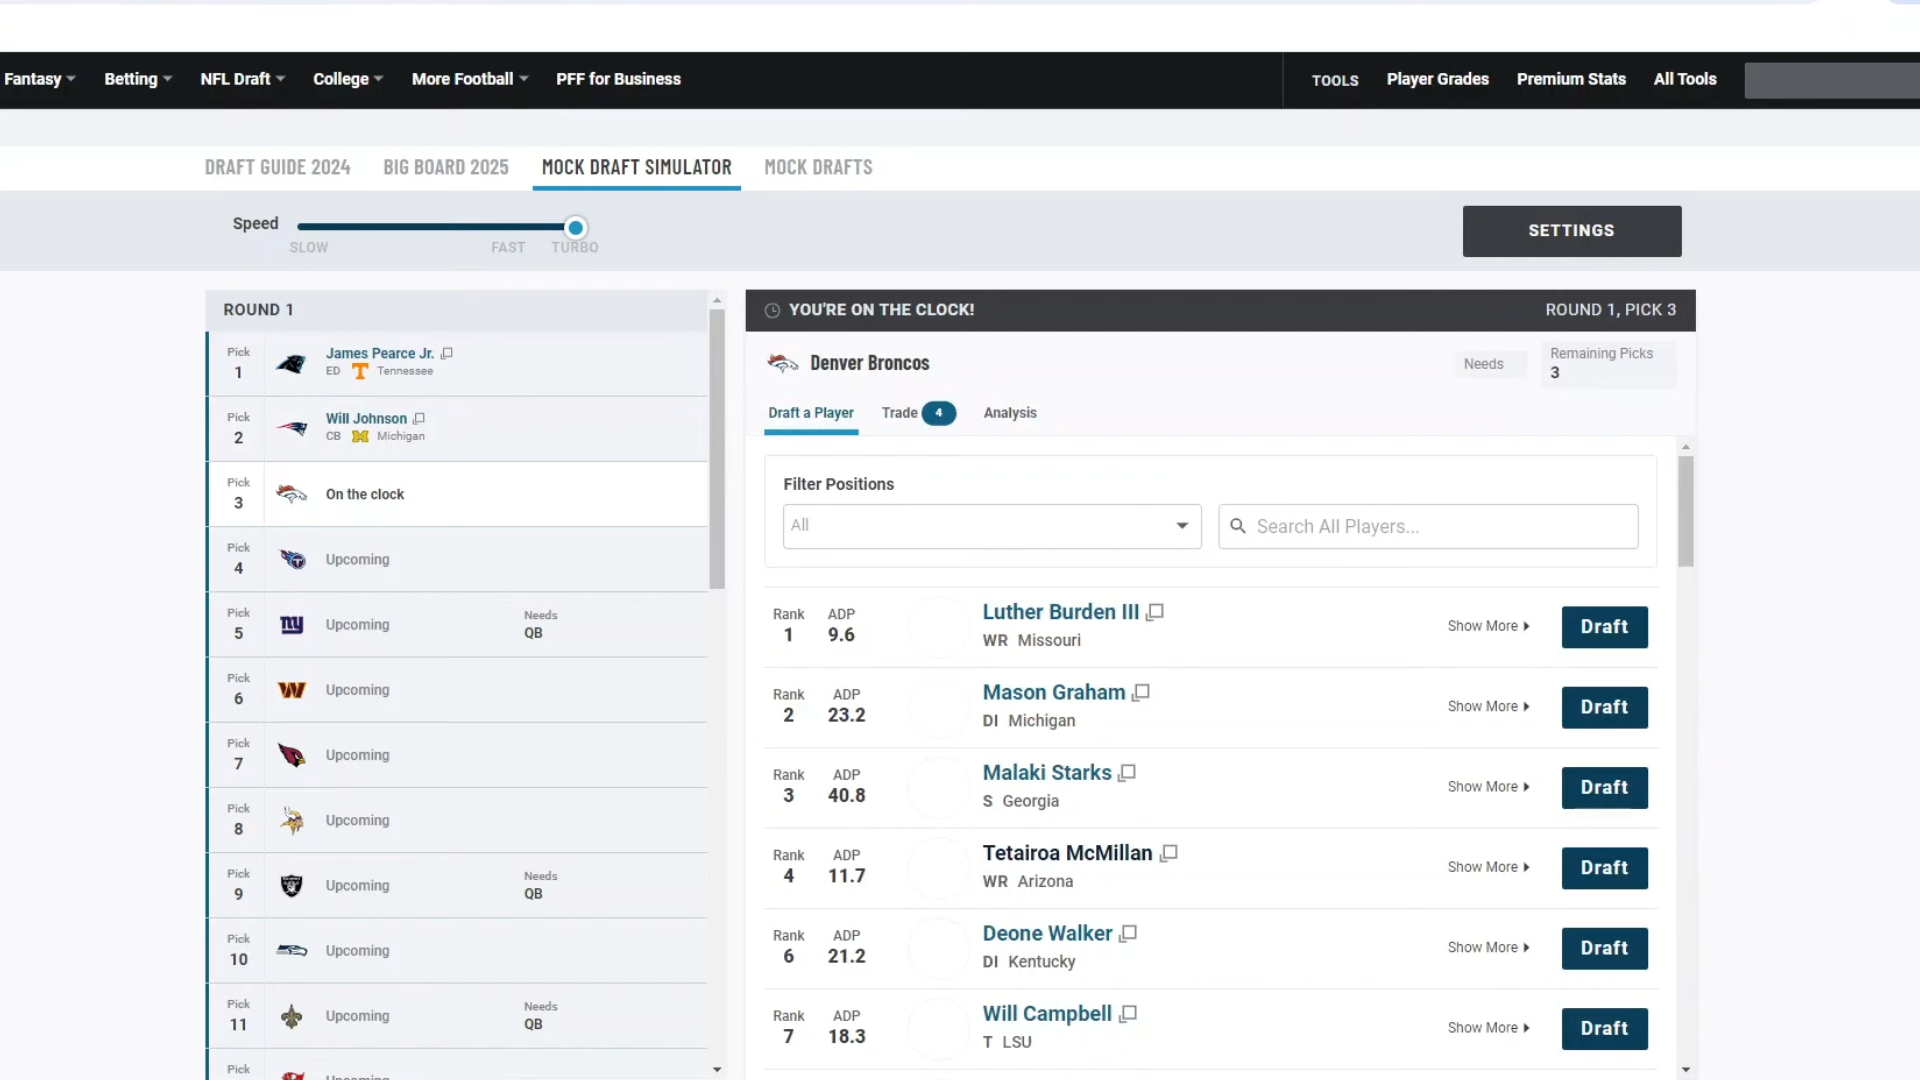 Fantasy Betting NFL Draft College More Football PFF for Business TOOLS Player Grades Premium Stats All Tools
DRAFT GUIDE 2024 BIG BOARD 2025 MOCK DRAFT SIMULATOR MOCK DRAFTS
Speed
SLOW FAST TURBO
SETTINGS
ROUND 1
Pick
1
James Pearce Jr.
ED Tennessee
Pick
2
Will Johnson
CB Michigan
Pick
3
On the clock
Pick
4
Upcoming
Pick
5
Upcoming
Needs
QB
Pick
6
Upcoming
Pick
7
Upcoming
Pick
8
Upcoming
Pick
9
Upcoming
Needs
QB
Pick
10
Upcoming
Pick
11
Upcoming
Needs
QB
Pick
Upcoming
YOU'RE ON THE CLOCK! ROUND 1, PICK 3
Denver Broncos
Needs
Remaining Picks
3
Draft a Player Trade 4 Analysis
Filter Positions
All
Search All Players...
Rank
1
ADP
9.6
Luther Burden III
WR Missouri
Show More
Draft
Rank
2
ADP
23.2
Mason Graham
DI Michigan
Show More
Draft
Rank
3
ADP
40.8
Malaki Starks
S Georgia
Show More
Draft
Rank
4
ADP
11.7
Tetairoa McMillan
WR Arizona
Show More
Draft
Rank
6
ADP
21.2
Deone Walker
DI Kentucky
Show More
Draft
Rank
7
ADP
18.3
Will Campbell
T LSU
Show More
Draft